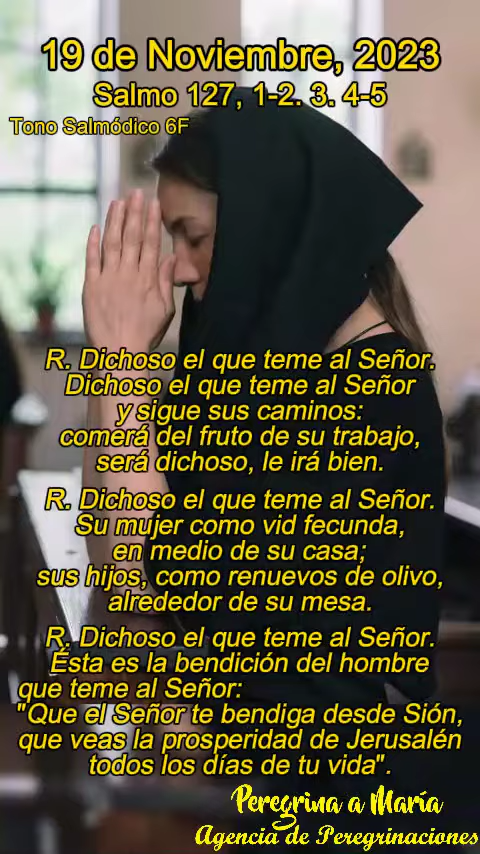 19 de Noviembre, 2023
Salmo 127, 1-2. 3. 4-5
Tono Salmódico 6F
R. Dichoso el que teme al Señor.
Dichoso el que teme al Señor
y sigue sus caminos:
comerá del fruto de su trabajo,
será dichoso, le irá bien.
R. Dichoso el que teme al Señor.
Su mujer como vid fecunda,
en medio de su casa;
sus hijos, como renuevos de olivo,
alrededor de su mesa.
R. Dichoso el que teme al Señor.
Ésta es la bendición del hombre
que teme al Señor:
"Que el Señor te bendiga desde Sión,
que veas la prosperidad de Jerusalén
todos los días de tu vida".
Peregrina a María
Agencia de Peregrinaciones